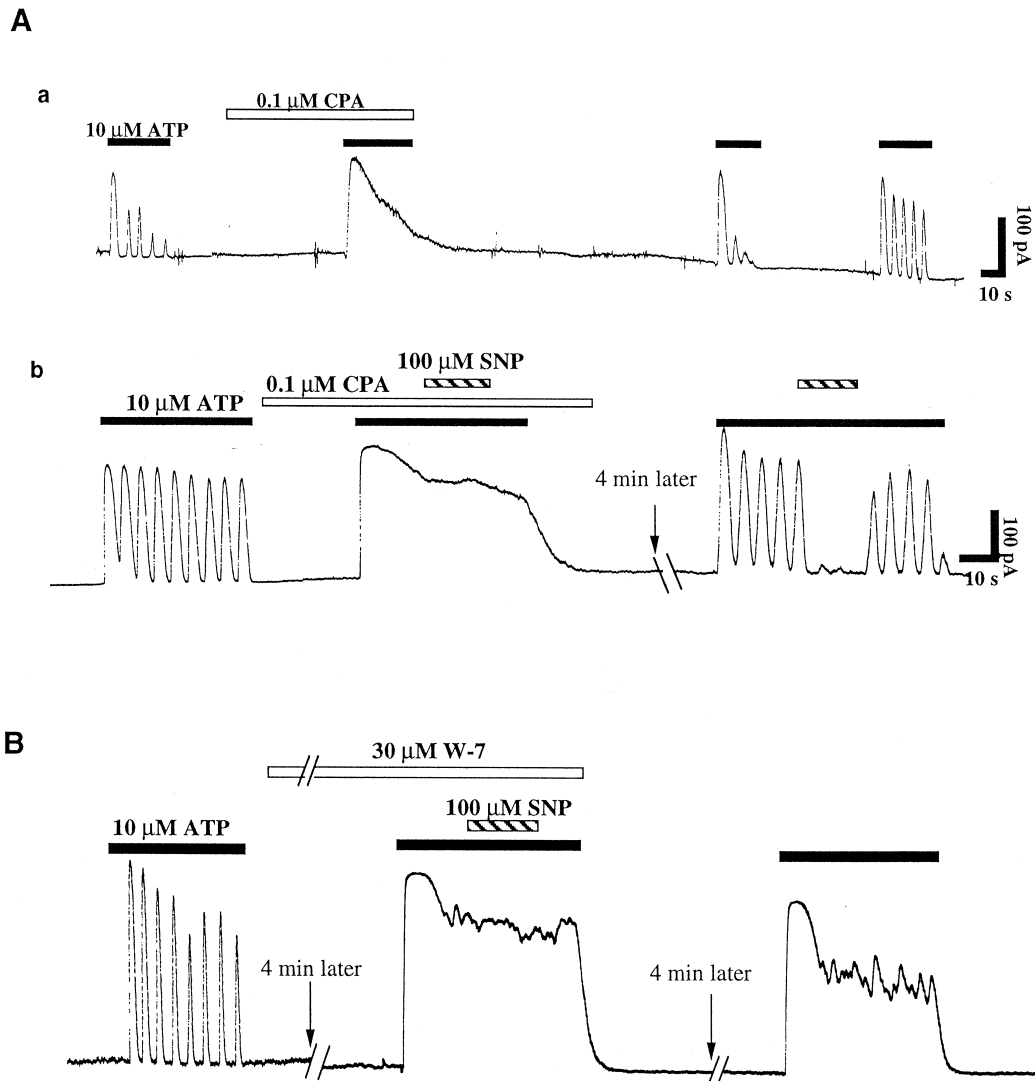 A
a
0.1 μM CPA
10 μM ATP
100 pA
10 s
b
100 μM SNP
0.1 μM CPA
10 μM ATP
4 min later
100 pA
10 s
B
30 μM W-7
100 μM SNP
10 μM ATP
4 min later
4 min later